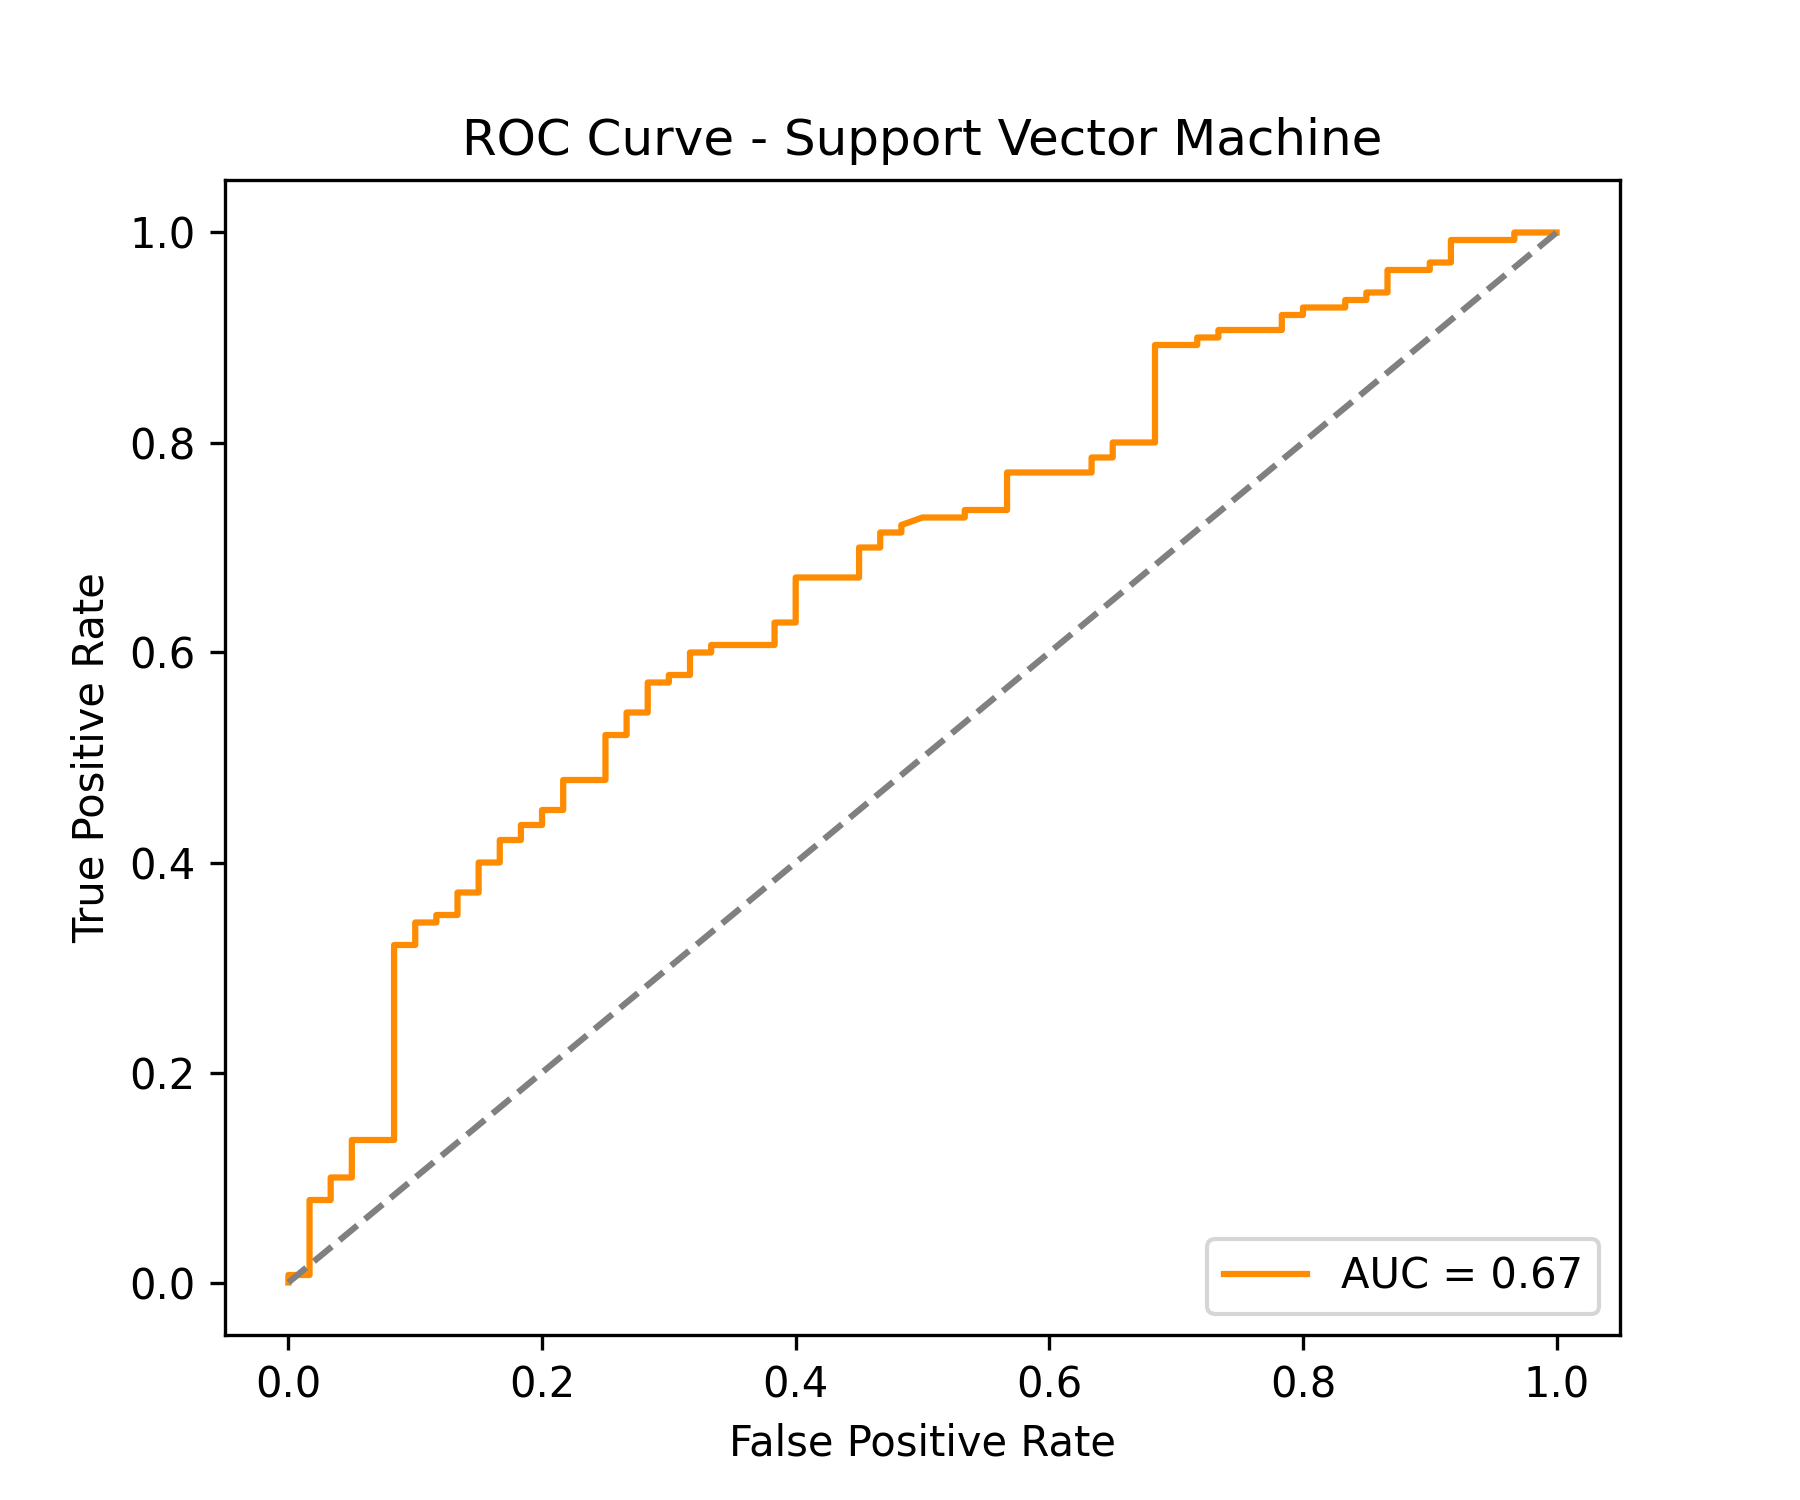 ROC Curve - Support Vector Machine
1.0
0.8
0.6
0.4
0.2
0.0
True Positive Rate
AUC = 0.67
0.0 0.2 0.4 0.6 0.8 1.0
False Positive Rate